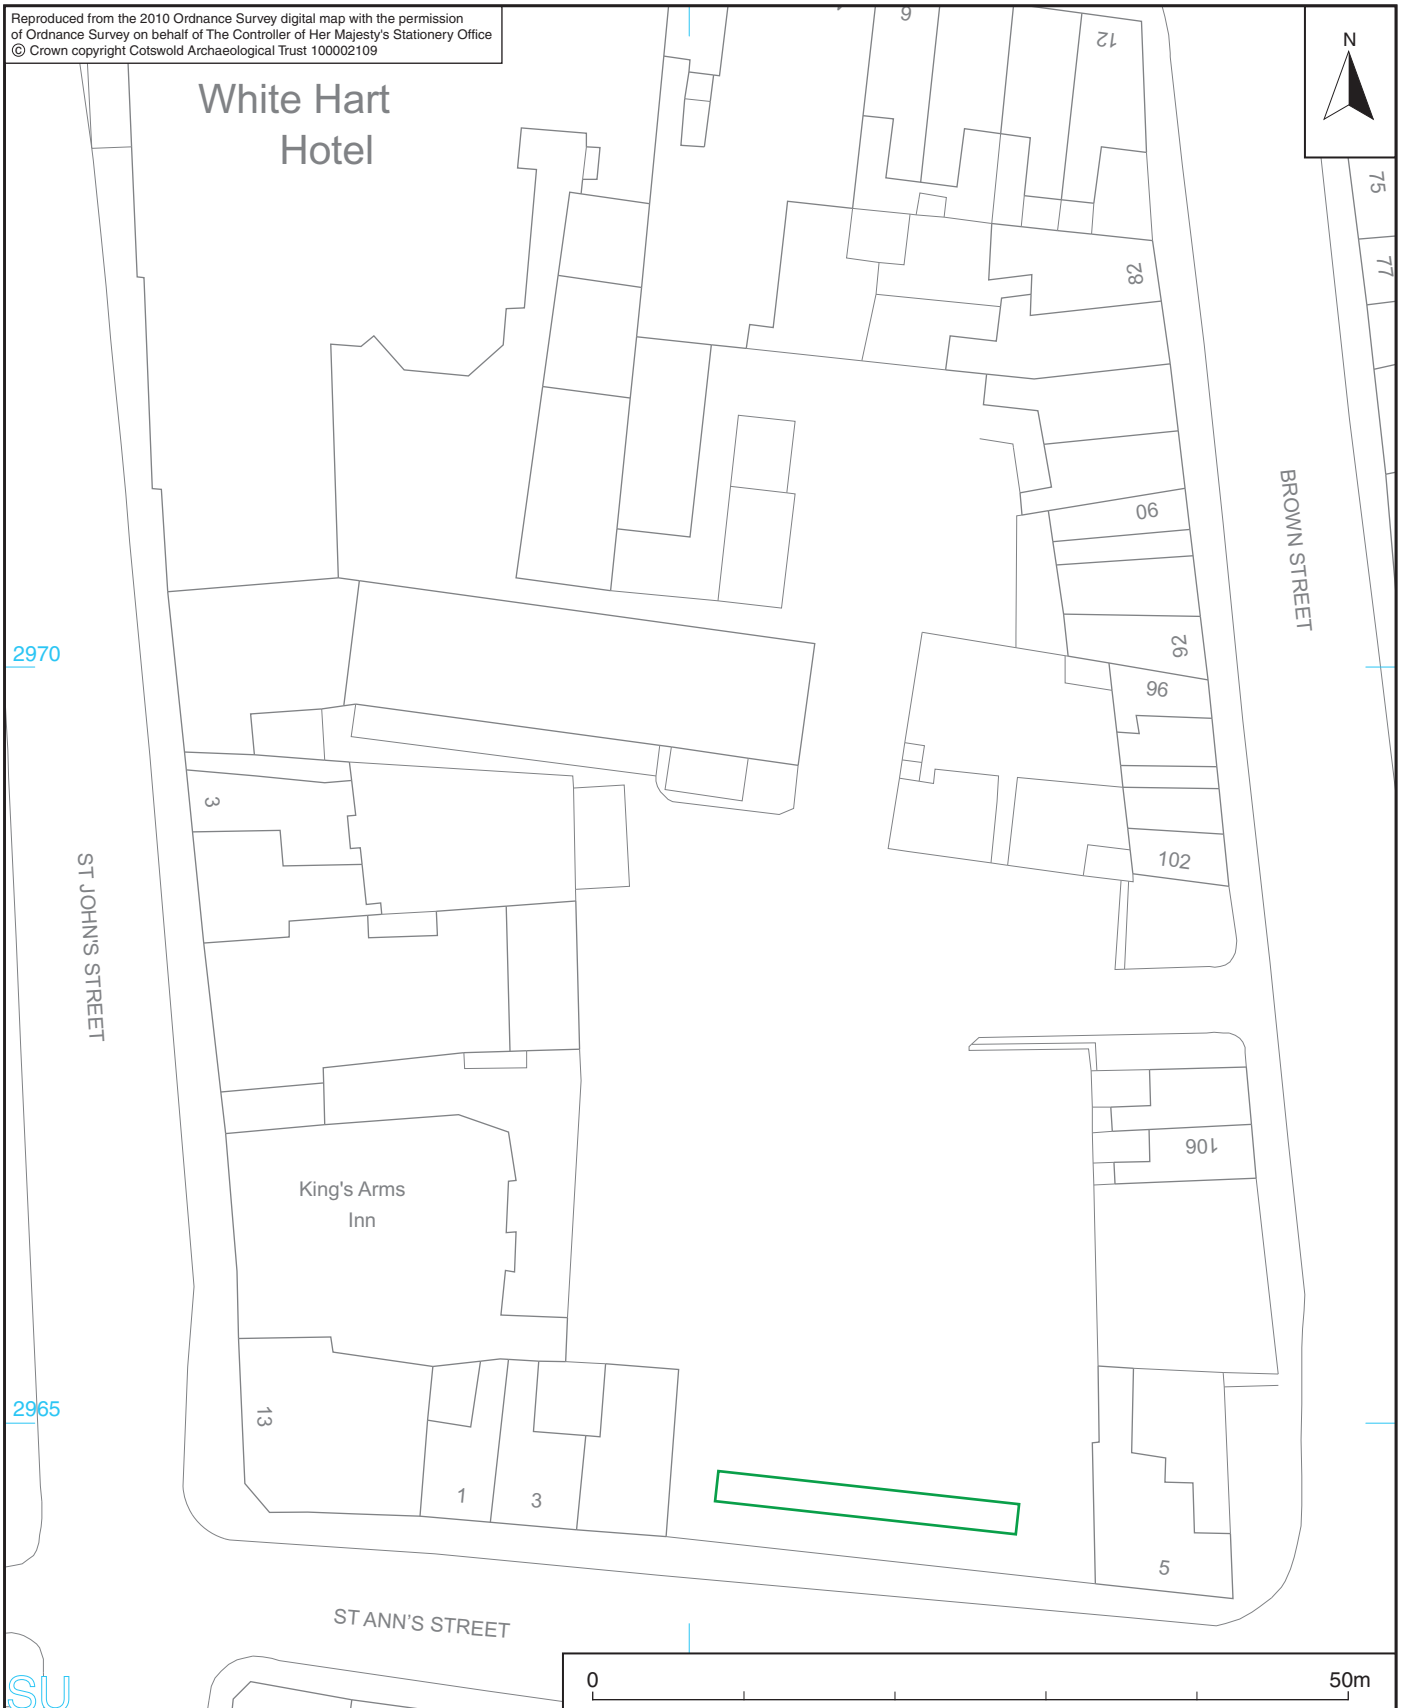 Reproduced from the 2010 Ordnance Survey digital map with the permission
of Ordnance Survey on behalf of The Controller of Her Majesty's Stationery Office
© Crown copyright Cotswold Archaeological Trust 100002109
N
White Hart
Hotel
9
12
75
77
82
90
BROWN STREET
92
2970
96
3
102
ST JOHN'S STREET
106
King's Arms
Inn
2965
13
1
3
5
ST ANN'S STREET
SU
0 50m